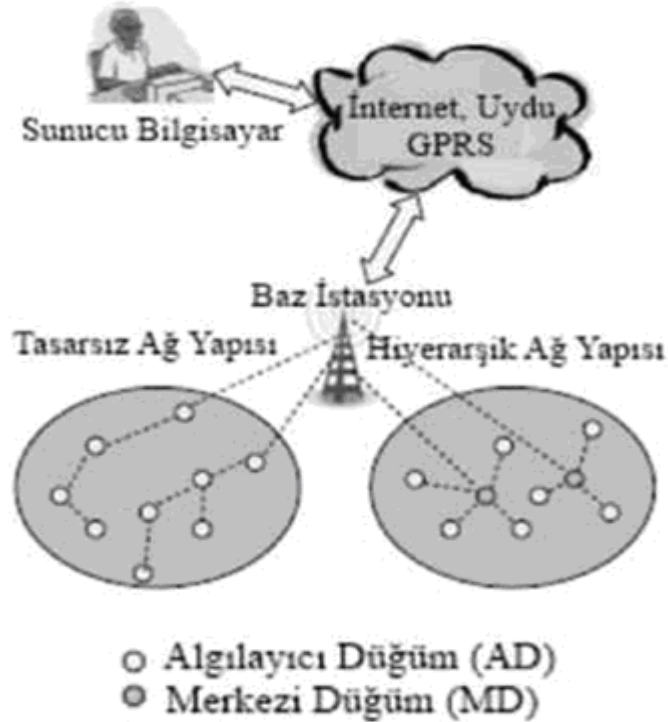 Sunucu Bilgisayar
İnternet, Uydu,
GPRS
Baz İstasyonu
Tasarsız Ağ Yapısı
Hiyerarşik Ağ Yapısı
Algılayıcı Düğüm (AD)
Merkezi Düğüm (MD)